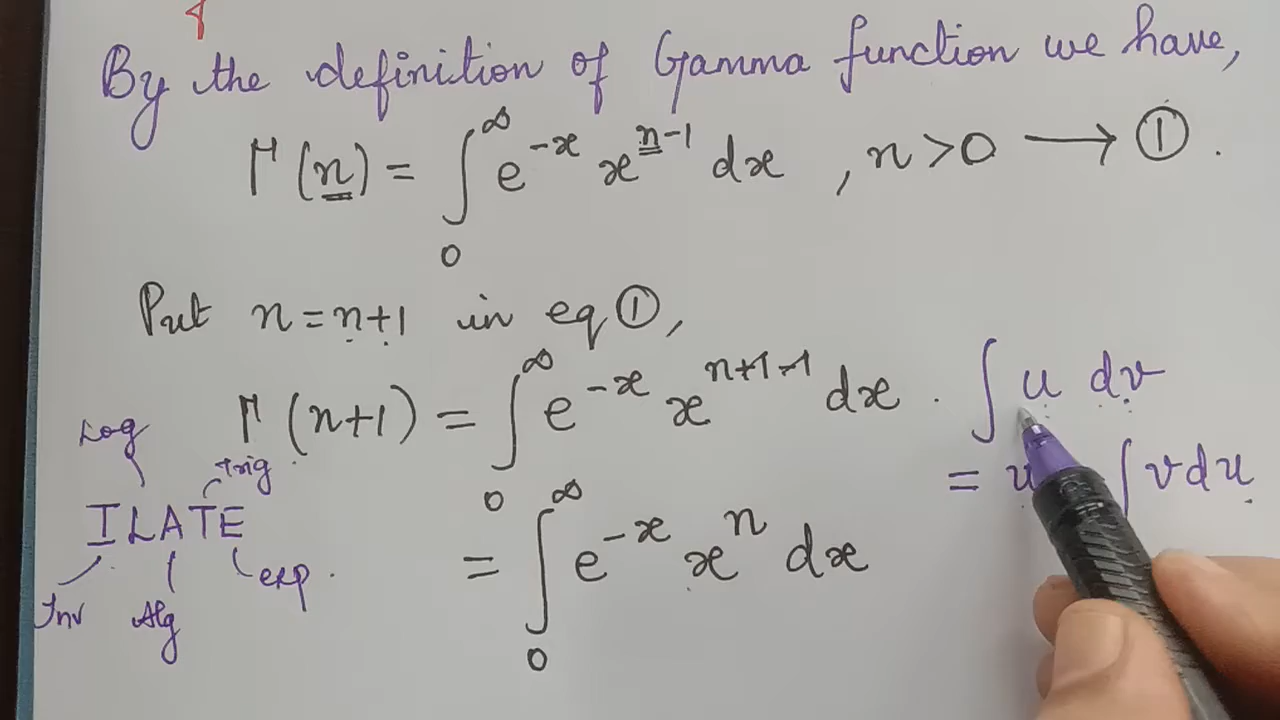 By the definition of Gamma function we have,
Γ(n) = ∫₀^∞ e^{-x} x^{n-1} dx , n>0 ⟶ ① .
Put n = n+1 in eq ①,
Γ(n+1) = ∫₀^∞ e^{-x} x^{n+1-1} dx . ∫ u dv
= u ∫ v du
Log
Trig
ILATE
= ∫₀^∞ e^{-x} x^n dx
exp .
Inv Alg